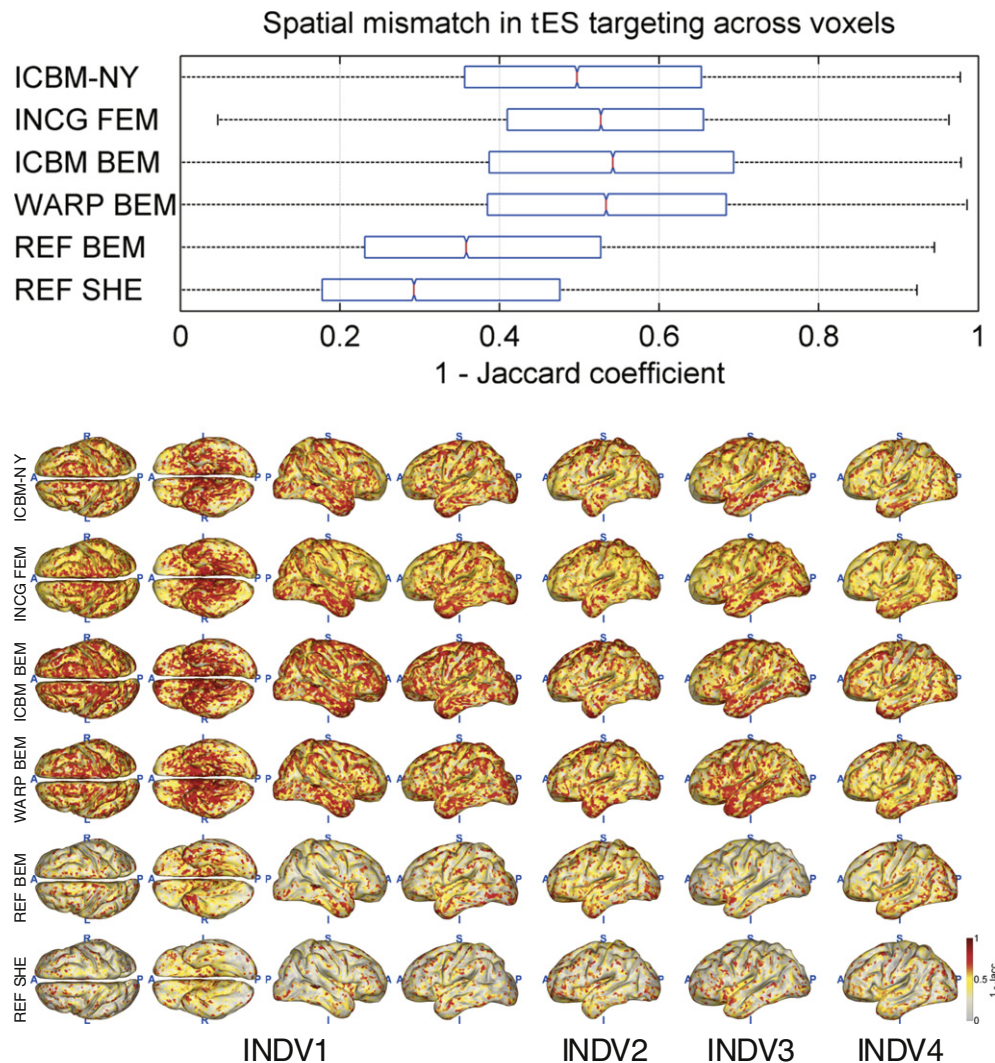 Spatial mismatch in tES targeting across voxels
ICBM-NY
INCG FEM
ICBM BEM
WARP BEM
REF BEM
REF SHE
0 0.2 0.4 0.6 0.8 1
1 - Jaccard coefficient
R I S S S S S
ICBM-NY
A P P A A P A P A P A P
L R I I I I I
R I S S S S S
INCG FEM
A P P A A P A P A P A P
L R I I I I I
R I S S S S S
ICBM BEM
A P P A A P A P A P A P
L R I I I I I
R I S S S S S
WARP BEM
A P P A A P A P A P A P
L R I I I I I
R I S S S S S
REF BEM
A P P A A P A P A P A P
L R I I I I I
R I S S S S S
REF SHE
A P P A A P A P A P A P
L R I I I I I
1
0.5
0
1 - Jacc
INDV1 INDV2 INDV3 INDV4